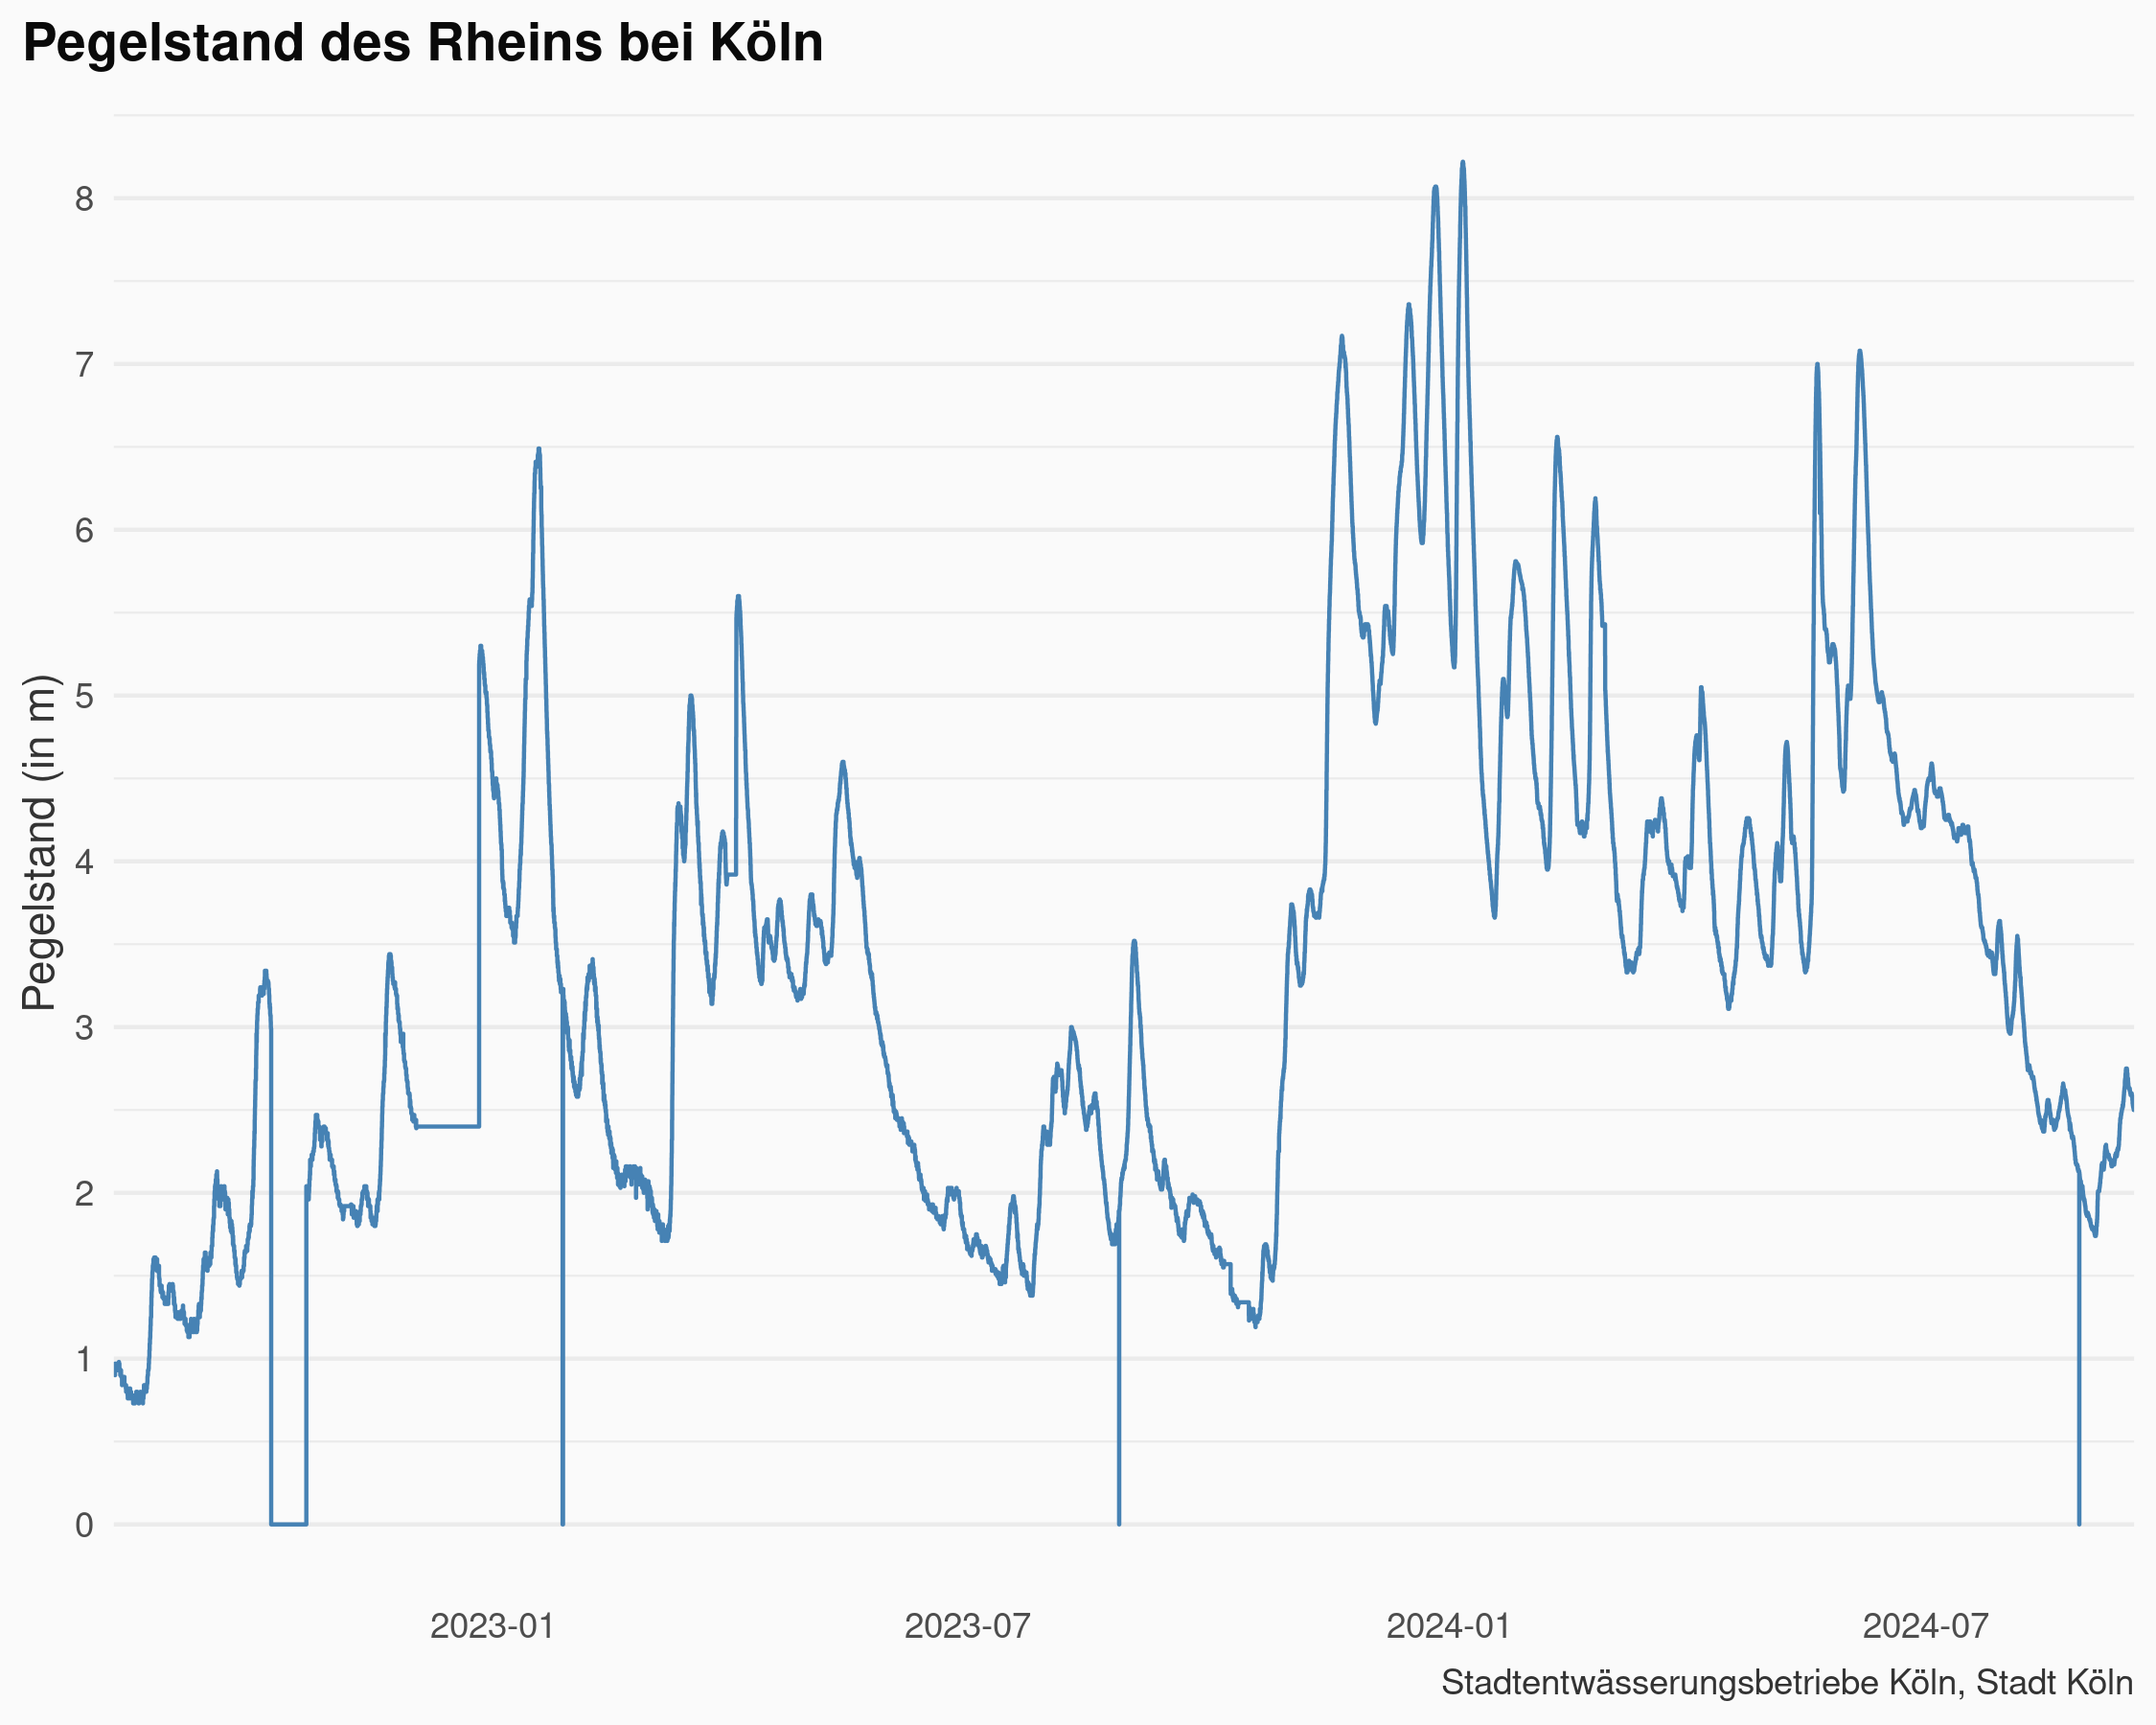 Pegelstand des Rheins bei Köln
Pegelstand (in m)
8
7
6
5
4
3
2
1
0
2023-01 2023-07 2024-01 2024-07
Stadtentwässerungsbetriebe Köln, Stadt Köln